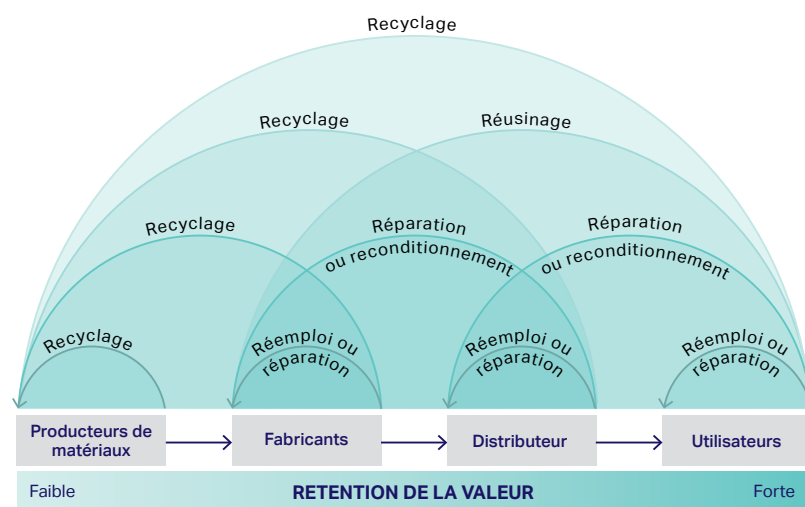 Recyclage
Recyclage
Réusinage
Recyclage
Réparation
ou reconditionnement
Réparation
ou reconditionnement
Recyclage
Réemploi ou
réparation
Réemploi ou
réparation
Réemploi ou
réparation
Producteurs de
matériaux
Fabricants
Distributeur
Utilisateurs
Faible
RETENTION DE LA VALEUR
Forte